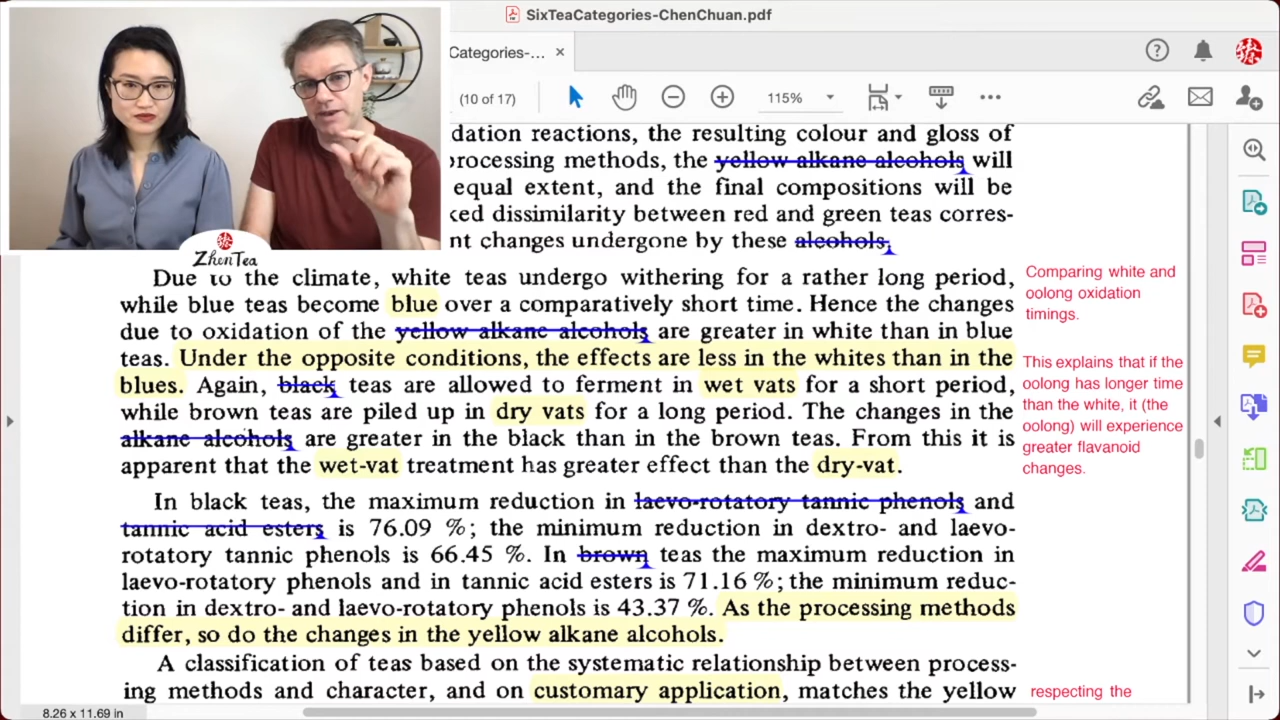 SixTeaCategories-ChenChuan.pdf
Categories-...
(10 of 17)
115%
dation reactions, the resulting colour and gloss of
processing methods, the yellow alkane alcohols will
equal extent, and the final compositions will be
ked dissimilarity between red and green teas corres-
nt changes undergone by these alcohols.
ZhenTea
Due to the climate, white teas undergo withering for a rather long period,
while blue teas become blue over a comparatively short time. Hence the changes
due to oxidation of the yellow alkane alcohols are greater in white than in blue
teas. Under the opposite conditions, the effects are less in the whites than in the
blues. Again, black teas are allowed to ferment in wet vats for a short period,
while brown teas are piled up in dry vats for a long period. The changes in the
alkane alcohols are greater in the black than in the brown teas. From this it is
apparent that the wet-vat treatment has greater effect than the dry-vat.
In black teas, the maximum reduction in laevo-rotatory tannic phenols and
tannic acid esters is 76.09 %; the minimum reduction in dextro- and laevo-
rotatory tannic phenols is 66.45 %. In brown teas the maximum reduction in
laevo-rotatory phenols and in tannic acid esters is 71.16 %; the minimum reduc-
tion in dextro- and laevo-rotatory phenols is 43.37 %. As the processing methods
differ, so do the changes in the yellow alkane alcohols.
A classification of teas based on the systematic relationship between process-
ing methods and character, and on customary application, matches the yellow
Comparing white and
oolong oxidation
timings.
This explains that if the
oolong has longer time
than the white, it (the
oolong) will experience
greater flavanoid
changes.
respecting the
8.26 x 11.69 in